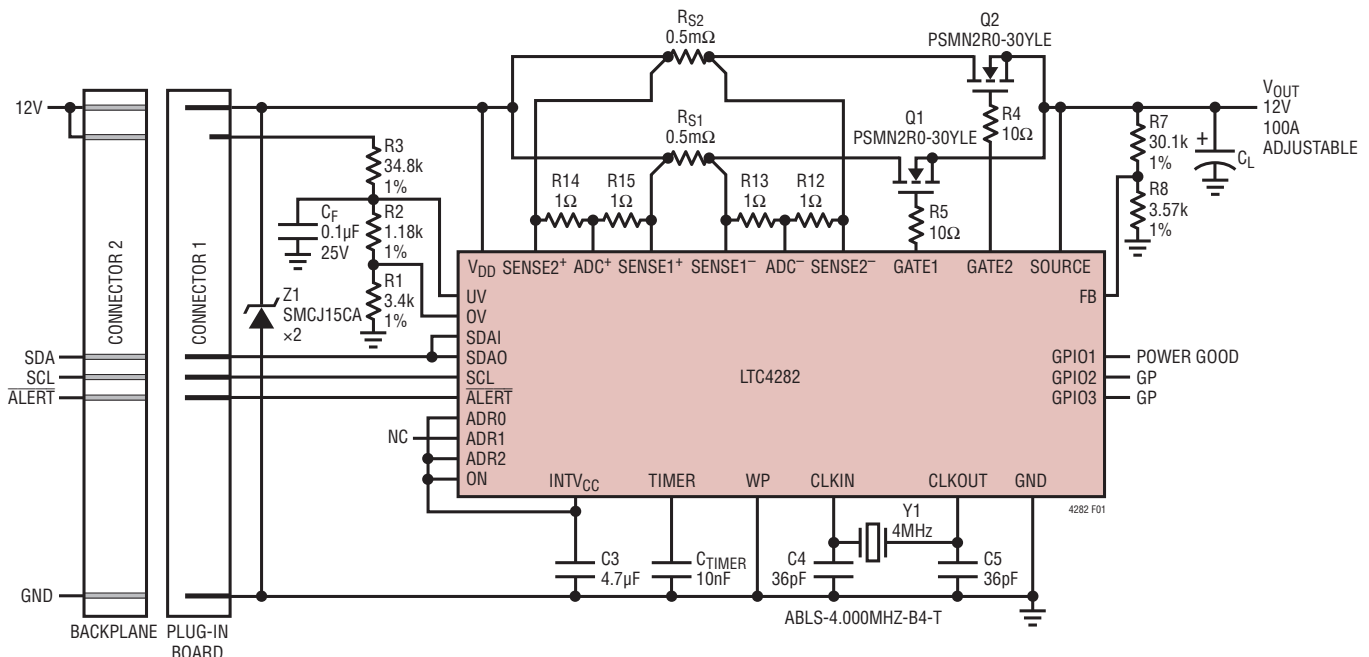 RS2
0.5mΩ
Q2
PSMN2R0-30YLE
12V
CONNECTOR 2
CONNECTOR 1
R3
34.8k
1%
CF
0.1µF
25V
R2
1.18k
1%
R1
3.4k
1%
Z1
SMCJ15CA
×2
RS1
0.5mΩ
Q1
PSMN2R0-30YLE
R4
10Ω
R5
10Ω
R14
1Ω
R15
1Ω
R13
1Ω
R12
1Ω
VOUT
12V
100A
ADJUSTABLE
R7
30.1k
1%
CL
+
R8
3.57k
1%
VDD
SENSE2+
ADC+
SENSE1+
SENSE1–
ADC–
SENSE2–
GATE1
GATE2
SOURCE
UV
OV
SDAI
SDAO
SCL
ALERT
ADR0
ADR1
ADR2
ON
NC
FB
GPIO1
POWER GOOD
GPIO2
GP
GPIO3
GP
LTC4282
SDA
SCL
ALERT
INTVCC
TIMER
WP
CLKIN
CLKOUT
GND
4282 F01
Y1
4MHz
C3
4.7µF
CTIMER
10nF
C4
36pF
C5
36pF
ABLS-4.000MHZ-B4-T
GND
BACKPLANE
PLUG-IN
BOARD